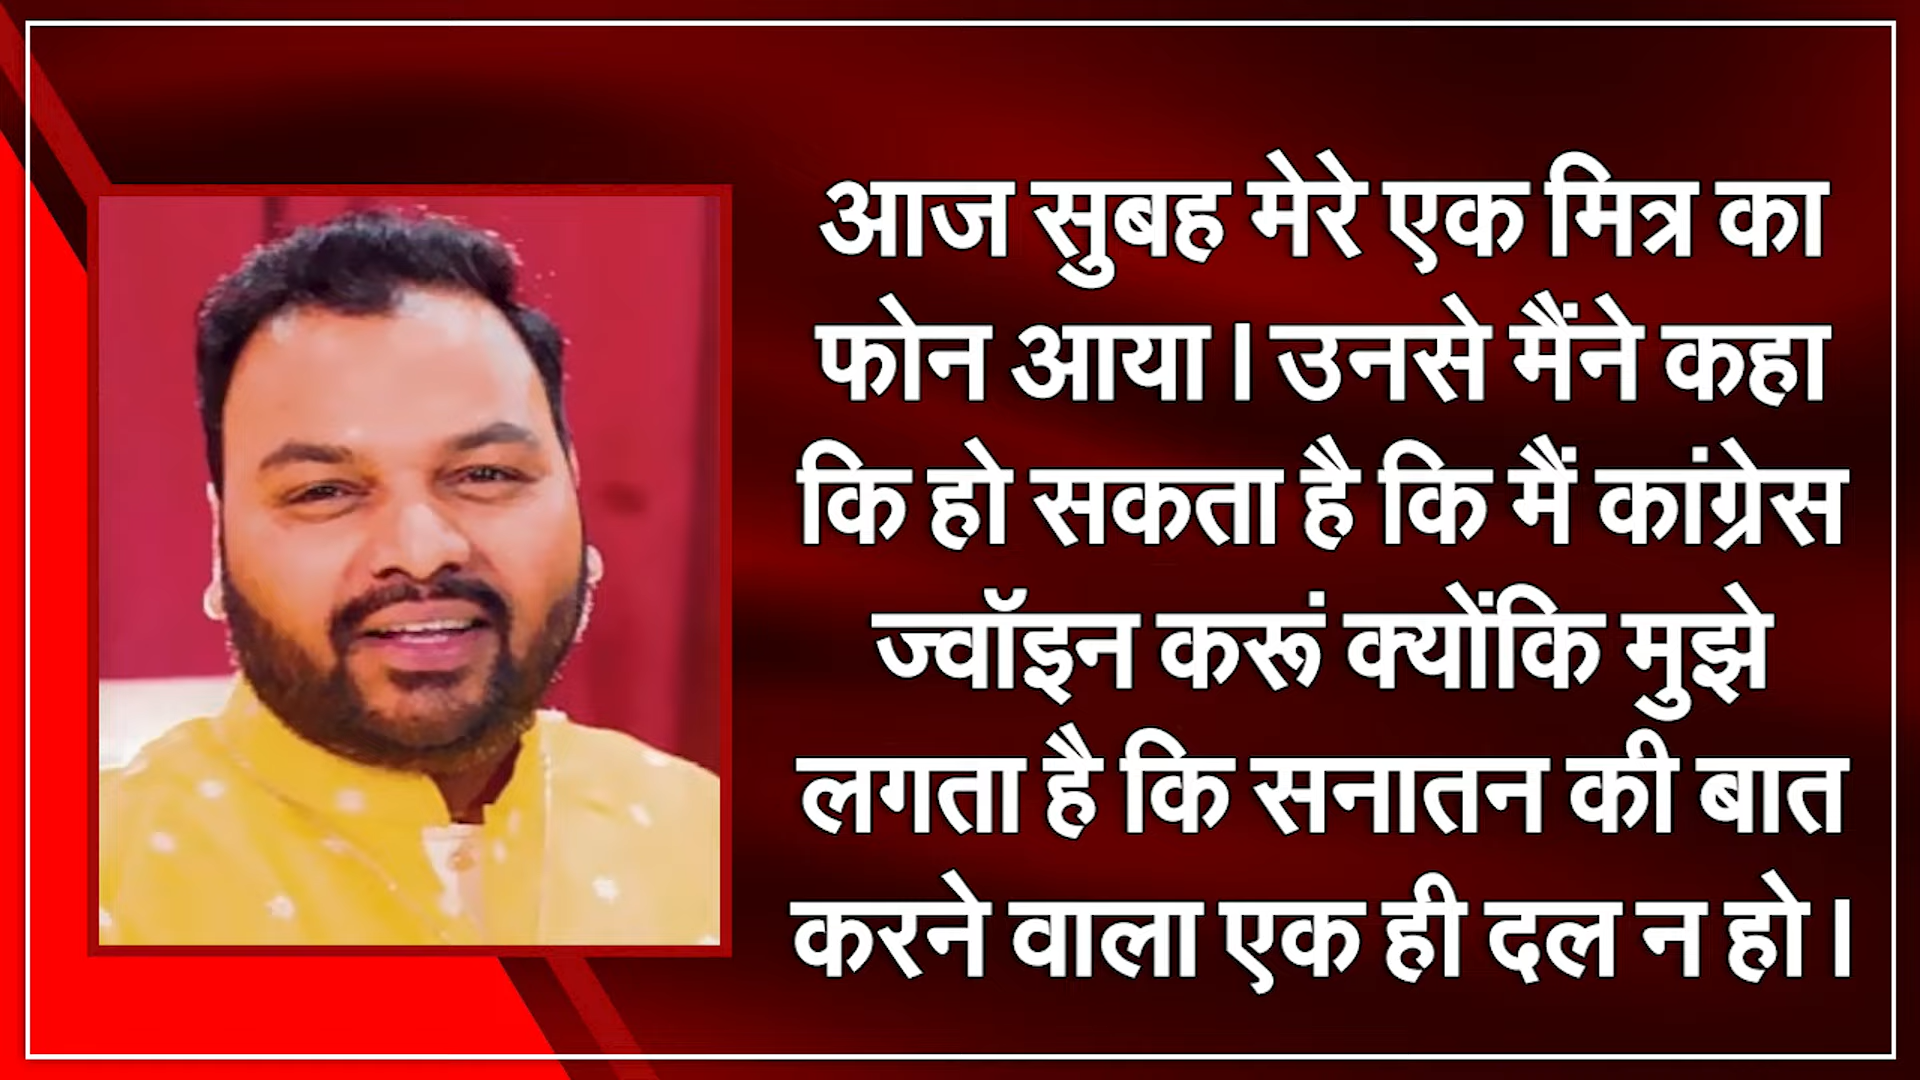 आज सुबह मेरे एक मित्र का
फोन आया। उनसे मैंने कहा
कि हो सकता है कि मैं कांग्रेस
ज्वॉइन करूं क्योंकि मुझे
लगता है कि सनातन की बात
करने वाला एक ही दल न हो।